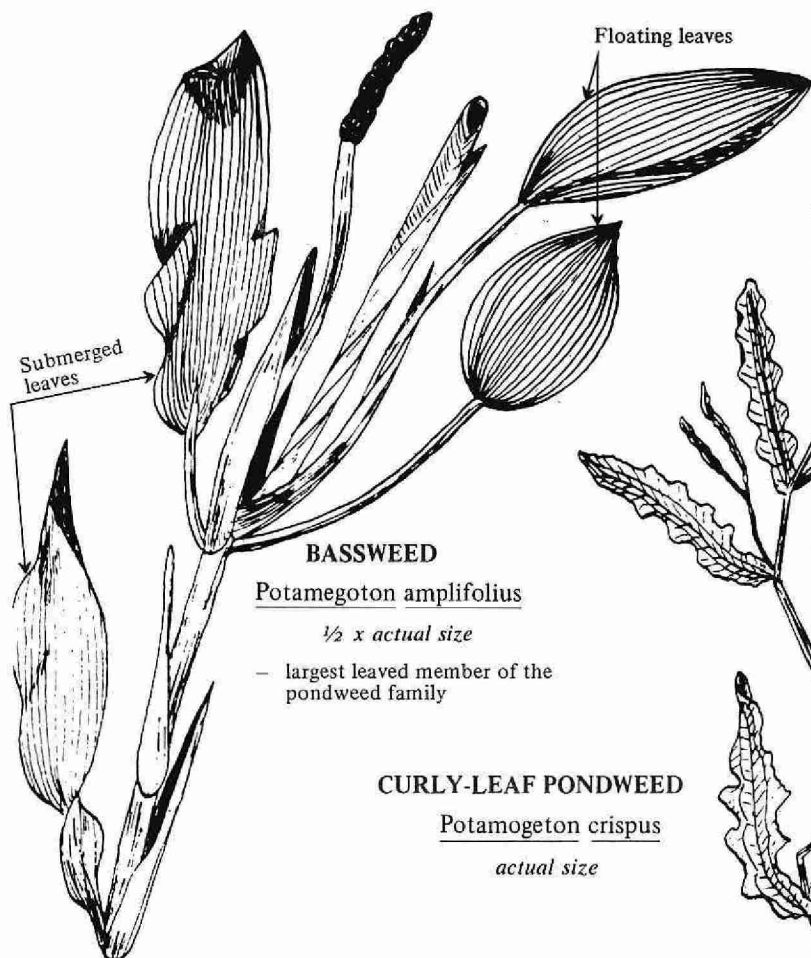 Floating leaves
Submerged
leaves
BASSWEED
Potamegoton amplifolius
½ x actual size
– largest leaved member of the
pondweed family
CURLY-LEAF PONDWEED
Potamogeton crispus
actual size